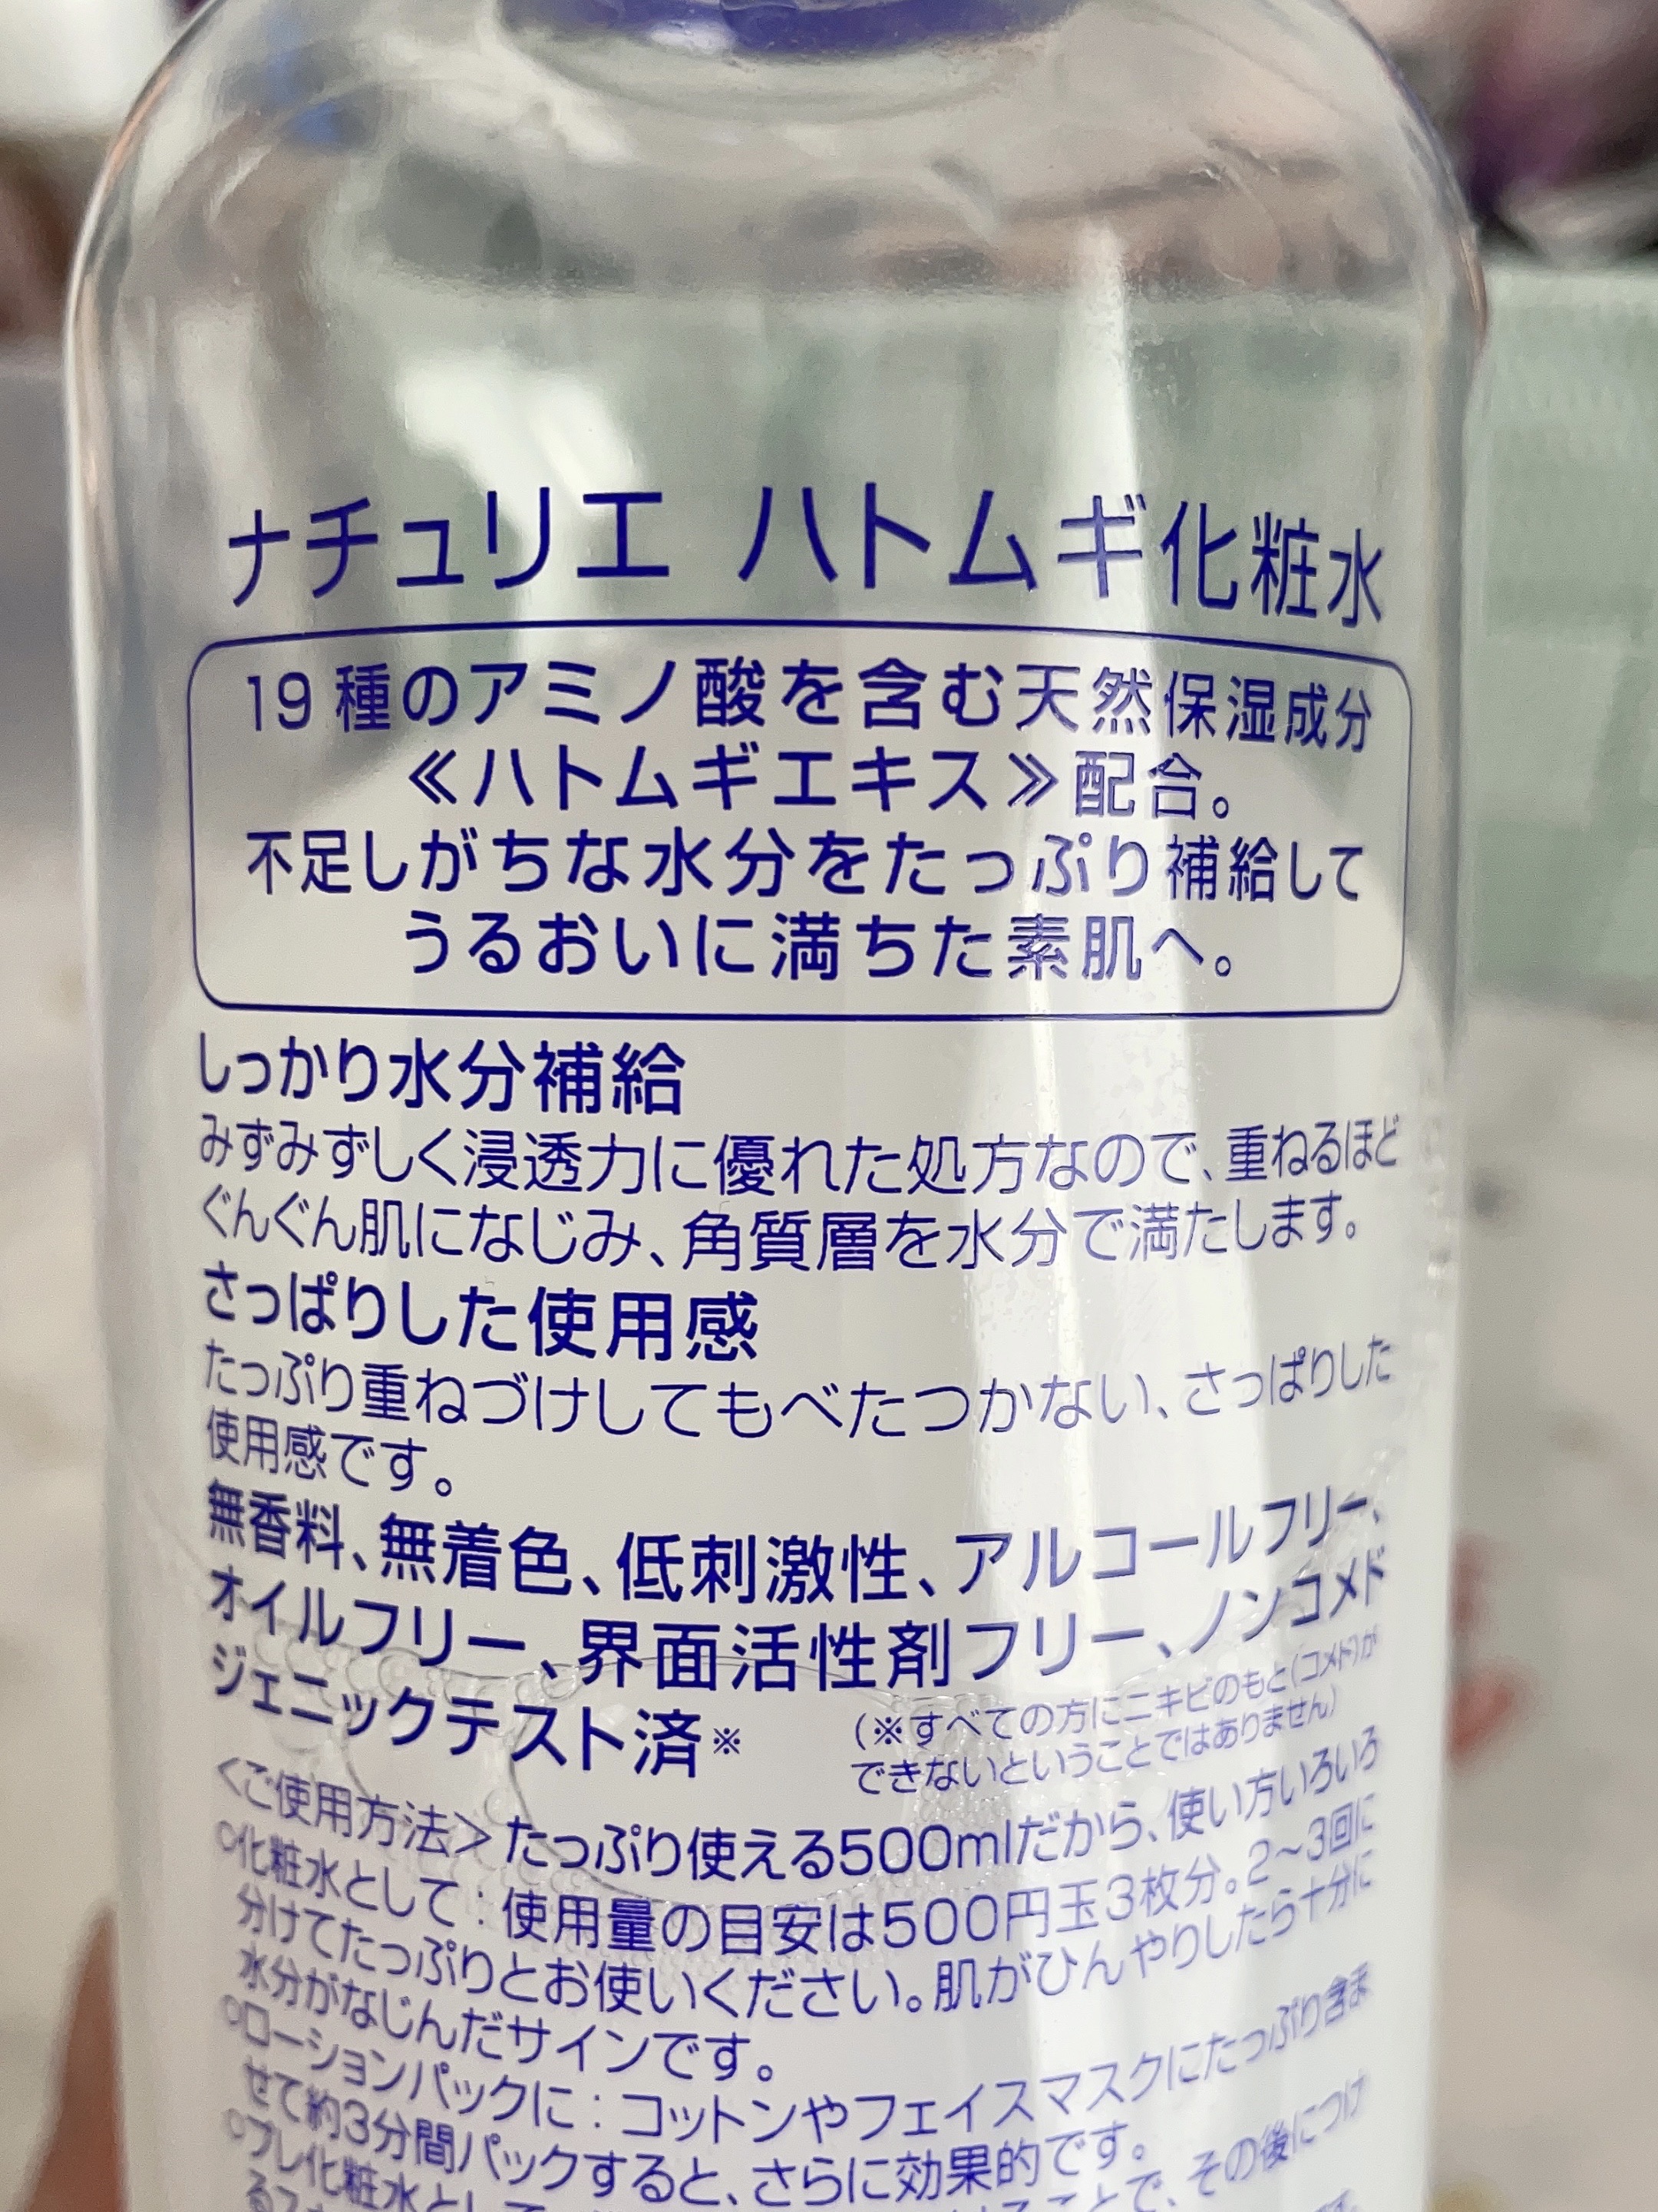 ナチュリエ ハトムギ化粧水
19種のアミノ酸を含む天然保湿成分
≪ハトムギエキス≫配合。
不足しがちな水分をたっぷり補給して
うるおいに満ちた素肌へ。
しっかり水分補給
みずみずしく浸透力に優れた処方なので、重ねるほど
ぐんぐん肌になじみ、角質層を水分で満たします。
さっぱりした使用感
たっぷり重ねづけしてもべたつかない、さっぱりした
使用感です。
無香料、無着色、低刺激性、アルコールフリー、
オイルフリー、界面活性剤フリー、ノンコメド
ジェニックテスト済※
(※すべての方にニキビのもと(コメド)が
できないということではありません)
<ご使用方法>たっぷり使える500mlだから、使い方いろいろ
○化粧水として:使用量の目安は500円玉3枚分。2~3回に
分けてたっぷりとお使いください。肌がひんやりしたら十分に
水分がなじんだサインです。
○ローションパックに:コットンやフェイスマスクにたっぷり含ま
せて約3分間パックすると、さらに効果的です。
○プレ化粧水として ことで、その後につけ